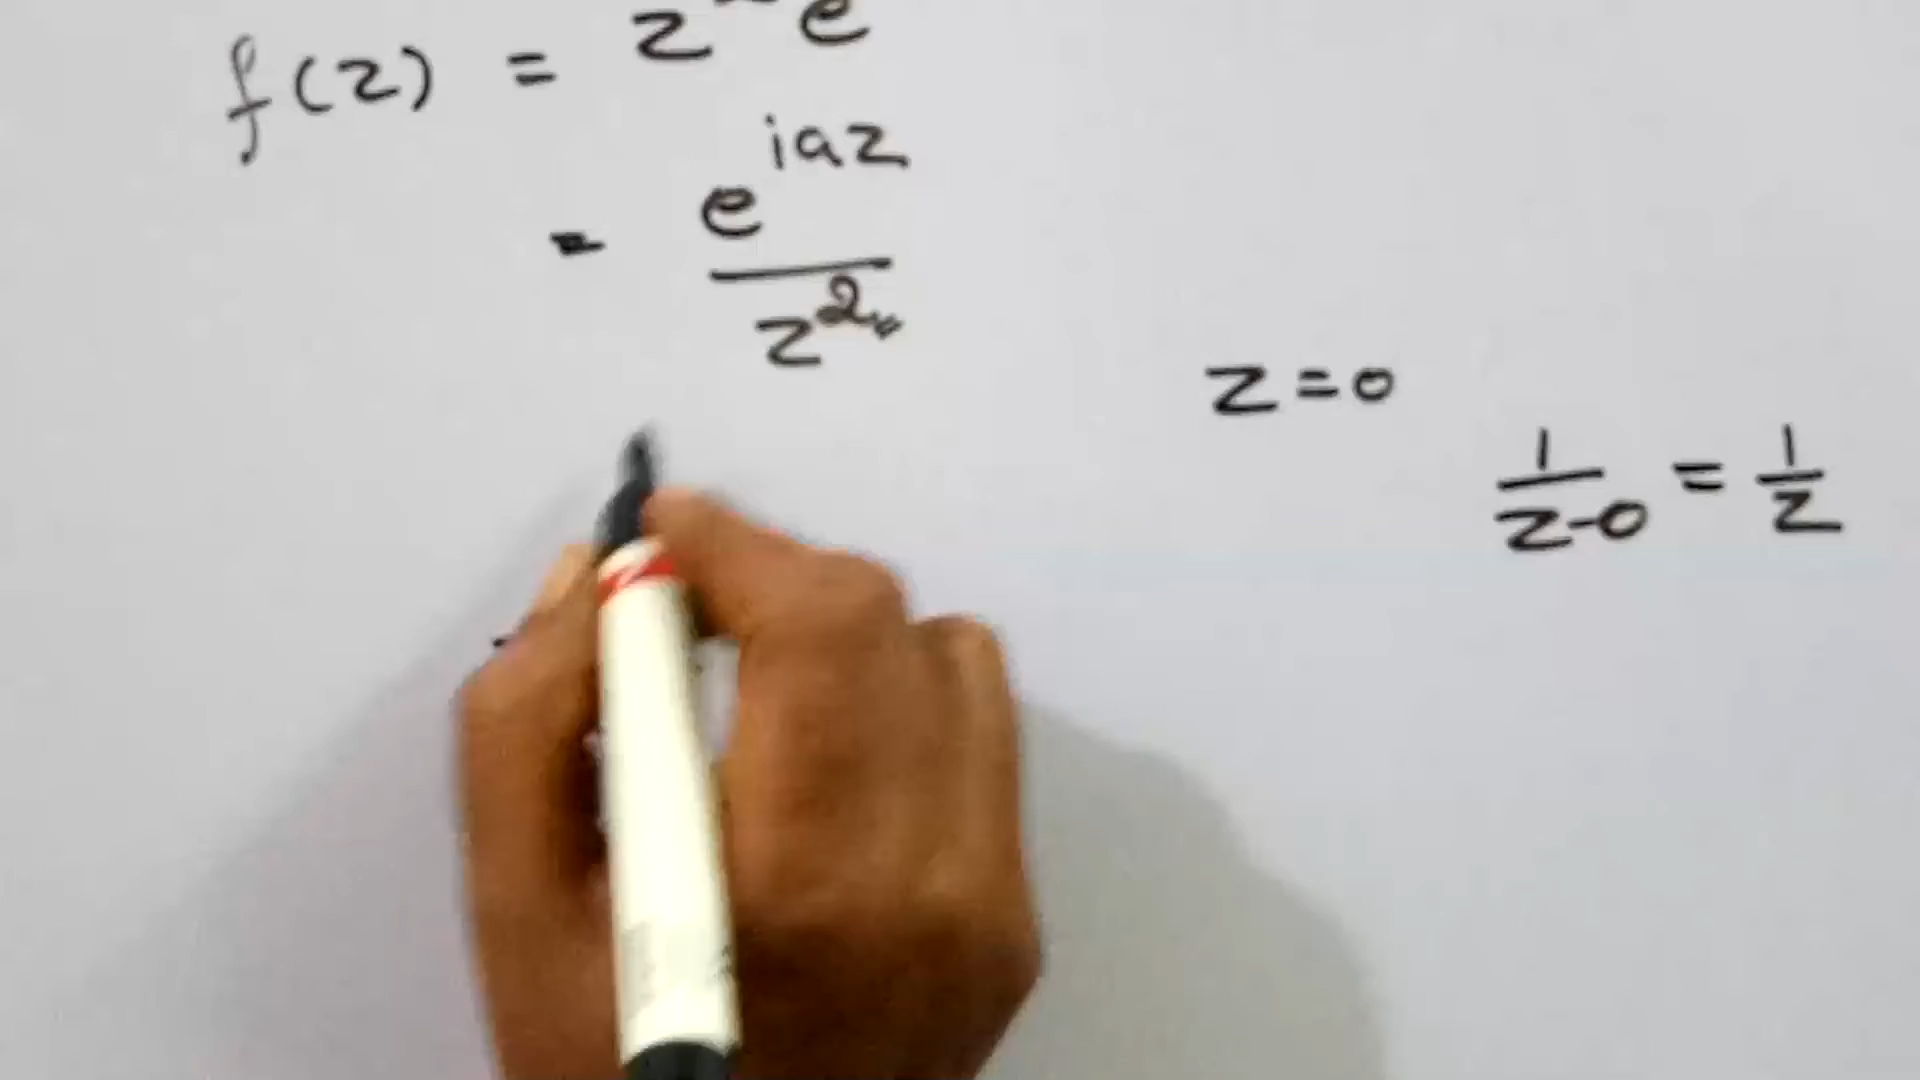 f(z) = z e
= e^{iaz} / z^2
z=0
1/(z-0) = 1/z